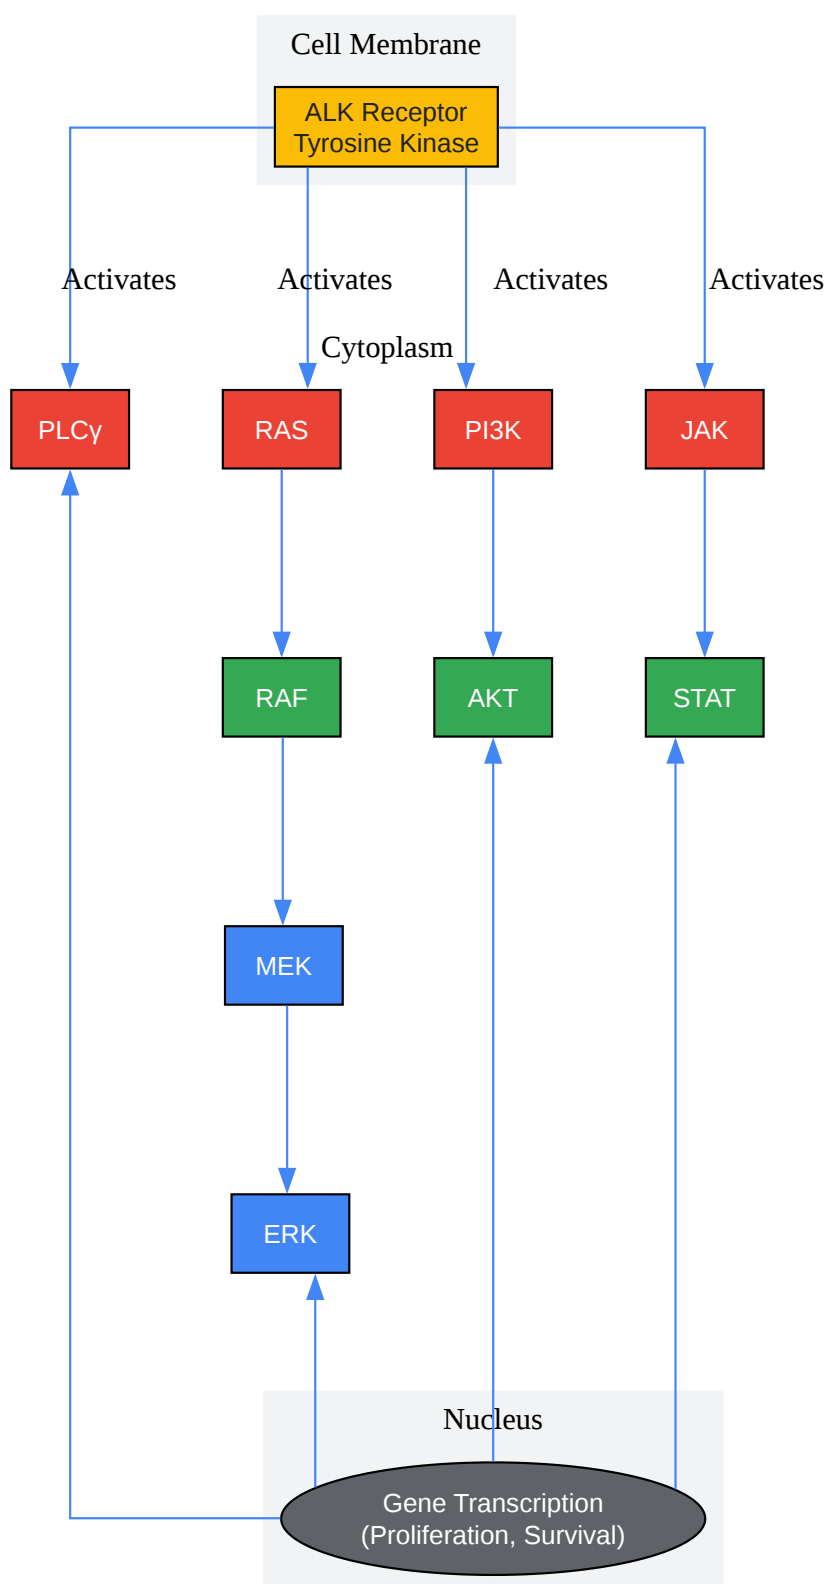 Cell Membrane
ALK Receptor
Tyrosine Kinase
Activates
Activates
Activates
Activates
Cytoplasm
PLCγ
RAS
PI3K
JAK
RAF
AKT
STAT
MEK
ERK
Nucleus
Gene Transcription
(Proliferation, Survival)